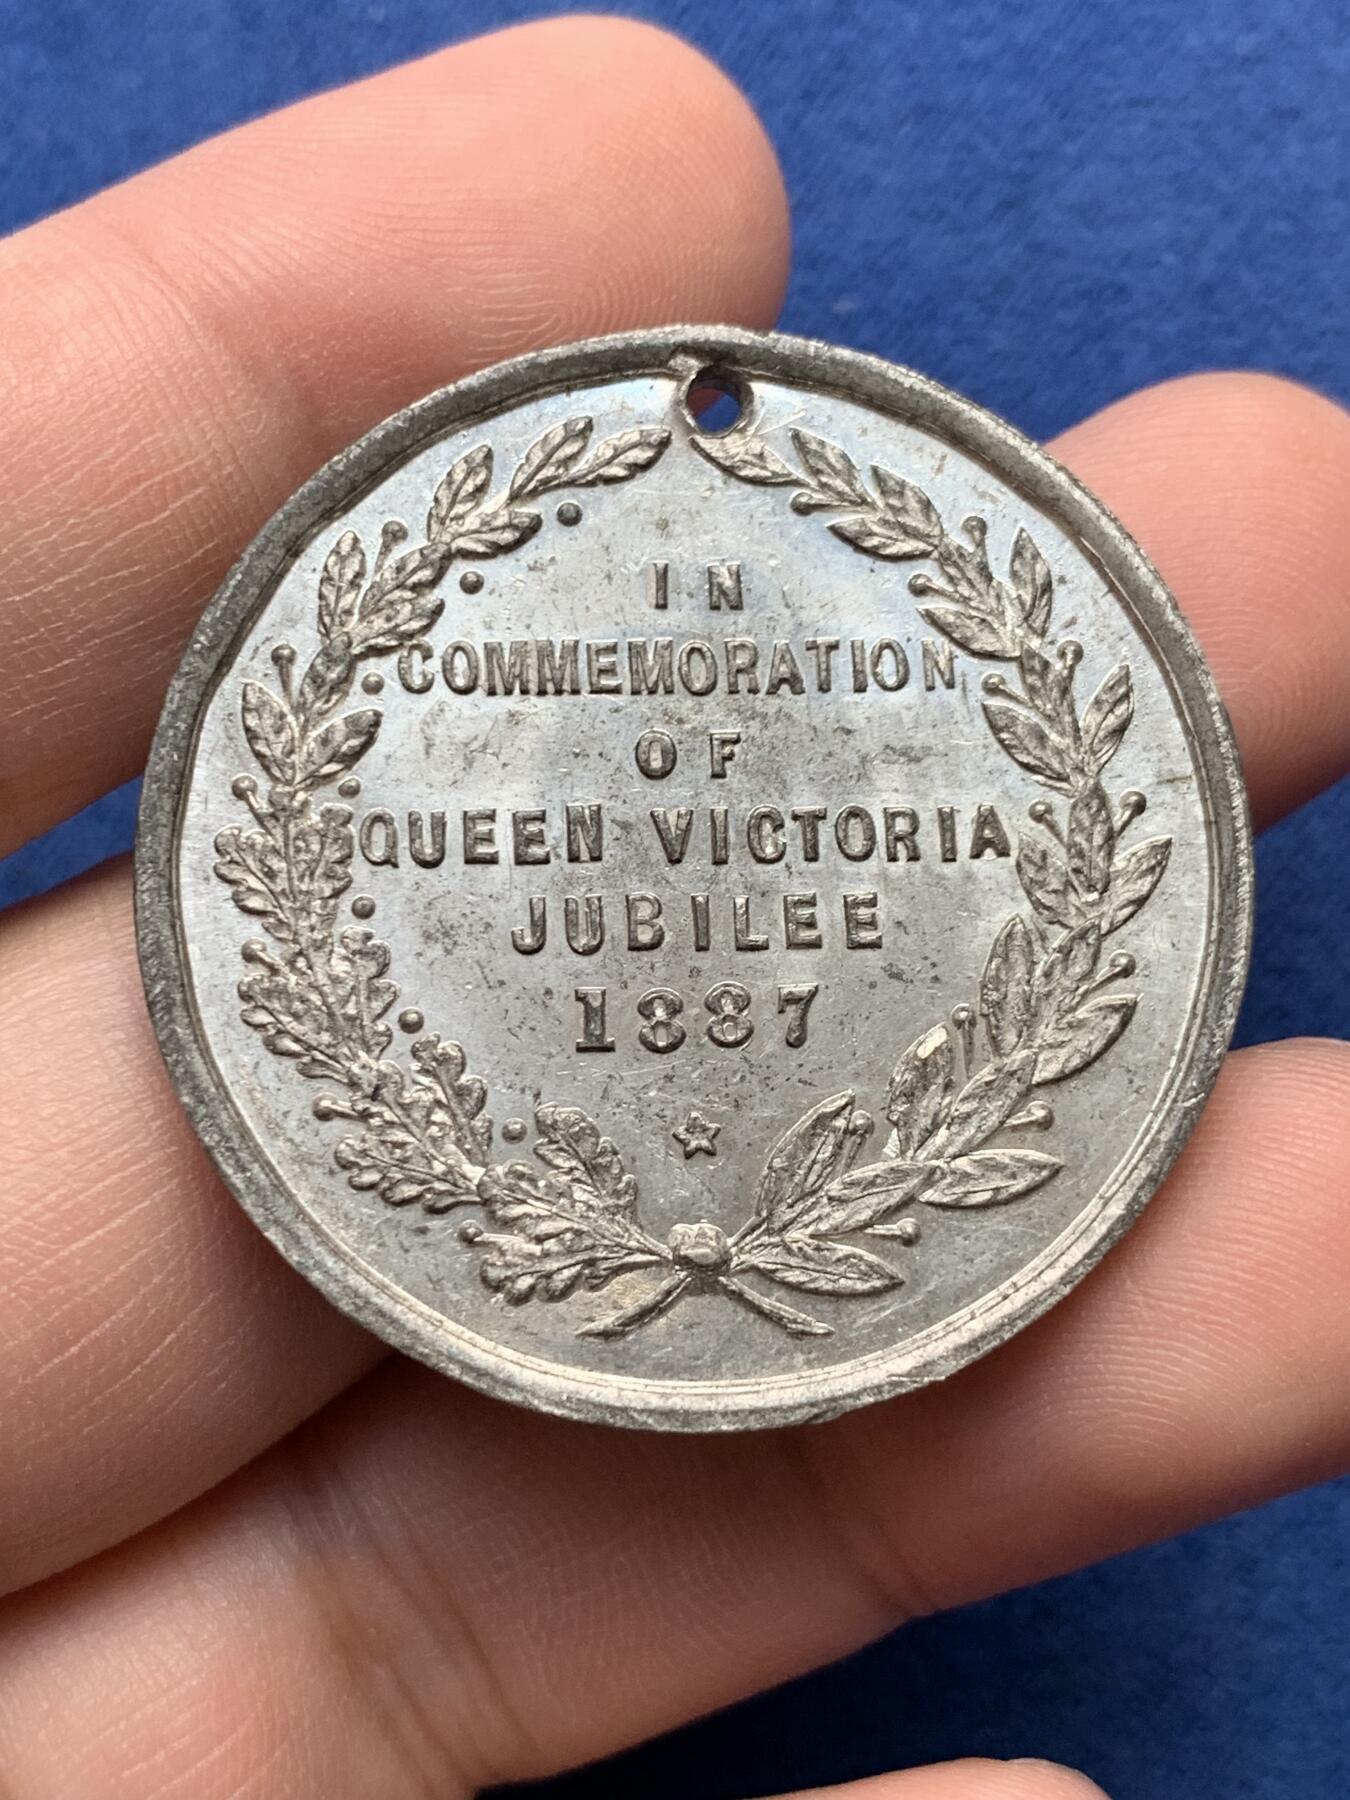 IN
COMMEMORATION
OF
QUEEN VICTORIA
JUBILEE
1887